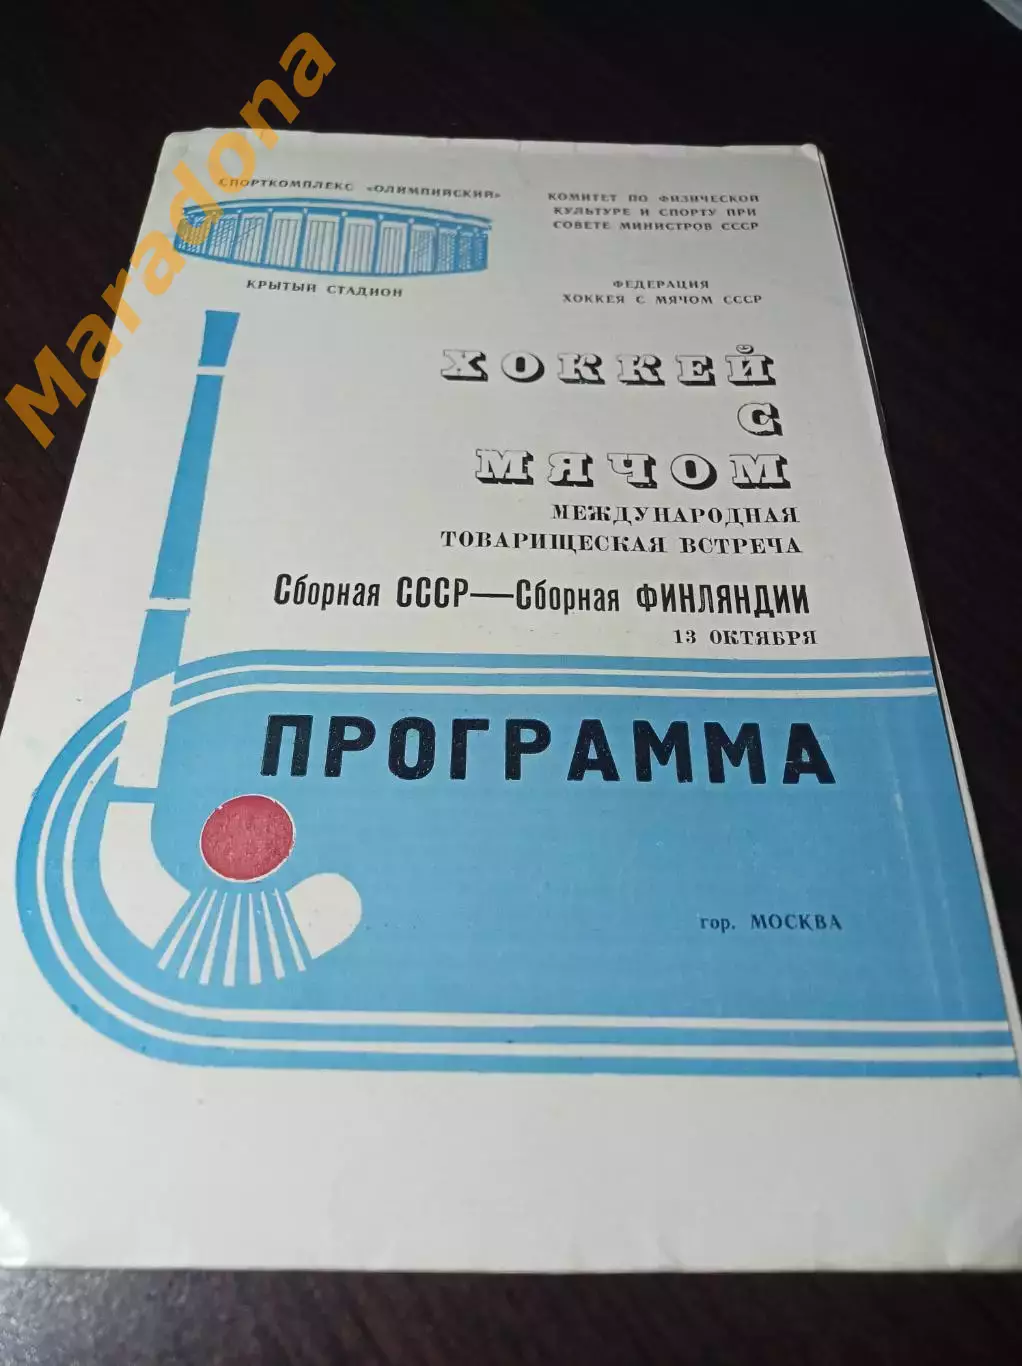 Maradona
СПОРТКОМПЛЕКС «ОЛИМПИЙСКИЙ»
КРЫТЫЙ СТАДИОН
КОМИТЕТ ПО ФИЗИЧЕСКОЙ
КУЛЬТУРЕ И СПОРТУ ПРИ
СОВЕТЕ МИНИСТРОВ СССР
ФЕДЕРАЦИЯ
ХОККЕЯ С МЯЧОМ СССР
ХОККЕЙ
С
МЯЧОМ
МЕЖДУНАРОДНАЯ
ТОВАРИЩЕСКАЯ ВСТРЕЧА
Сборная СССР—Сборная ФИНЛЯНДИИ
13 ОКТЯБРЯ
ПРОГРАММА
гор. МОСКВА